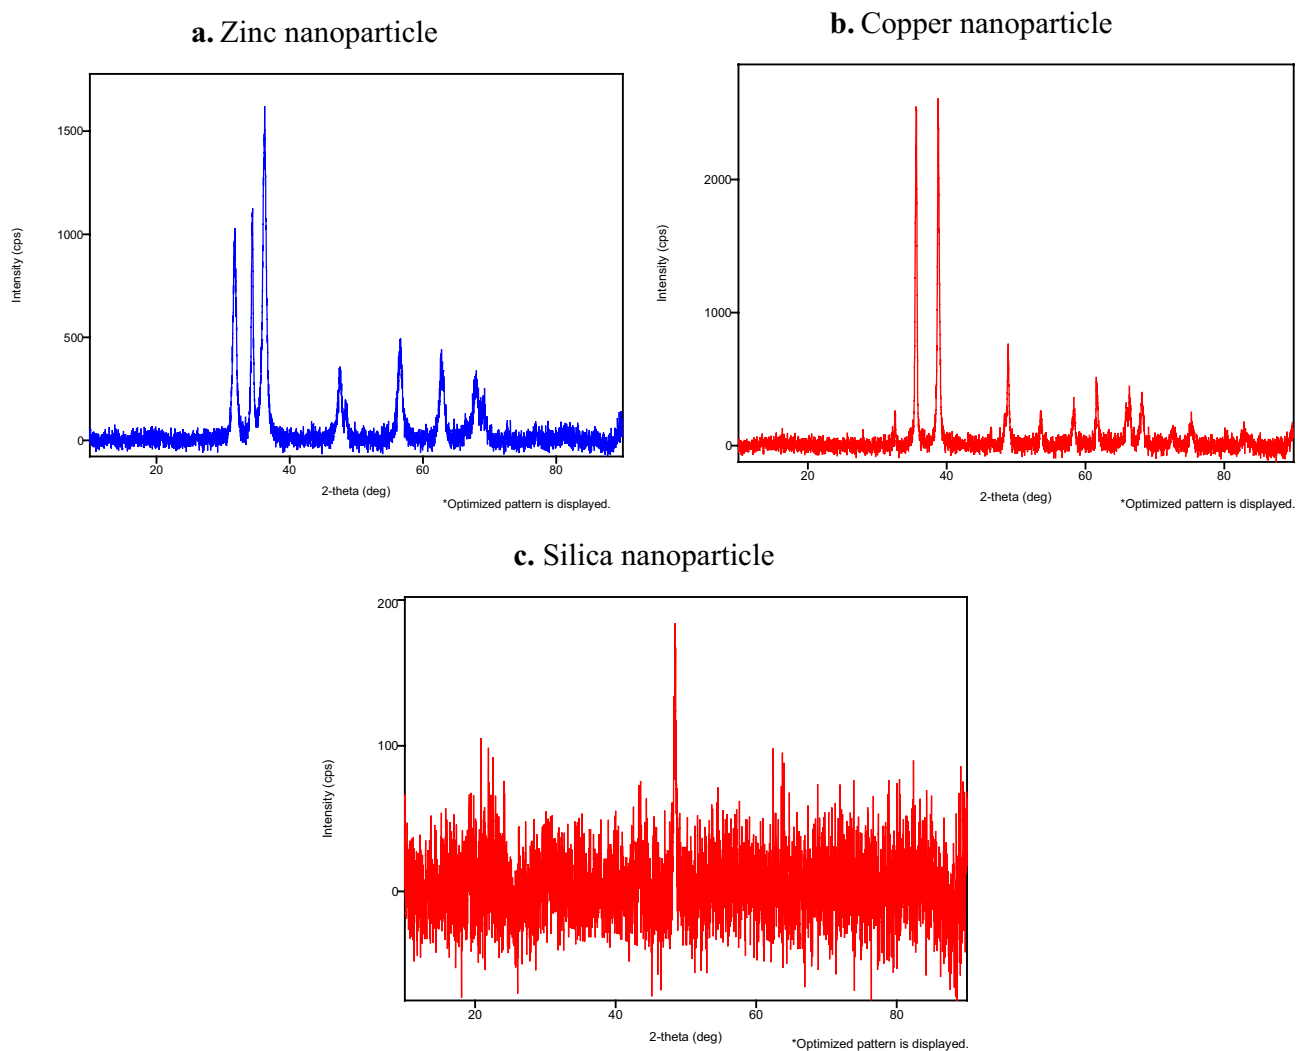 a. Zinc nanoparticle
1500
1000
500
0
Intensity (cps)
20 40 60 80
2-theta (deg)
*Optimized pattern is displayed.
b. Copper nanoparticle
2000
1000
0
Intensity (cps)
20 40 60 80
2-theta (deg)
*Optimized pattern is displayed.
c. Silica nanoparticle
200
100
0
Intensity (cps)
20 40 60 80
2-theta (deg)
*Optimized pattern is displayed.